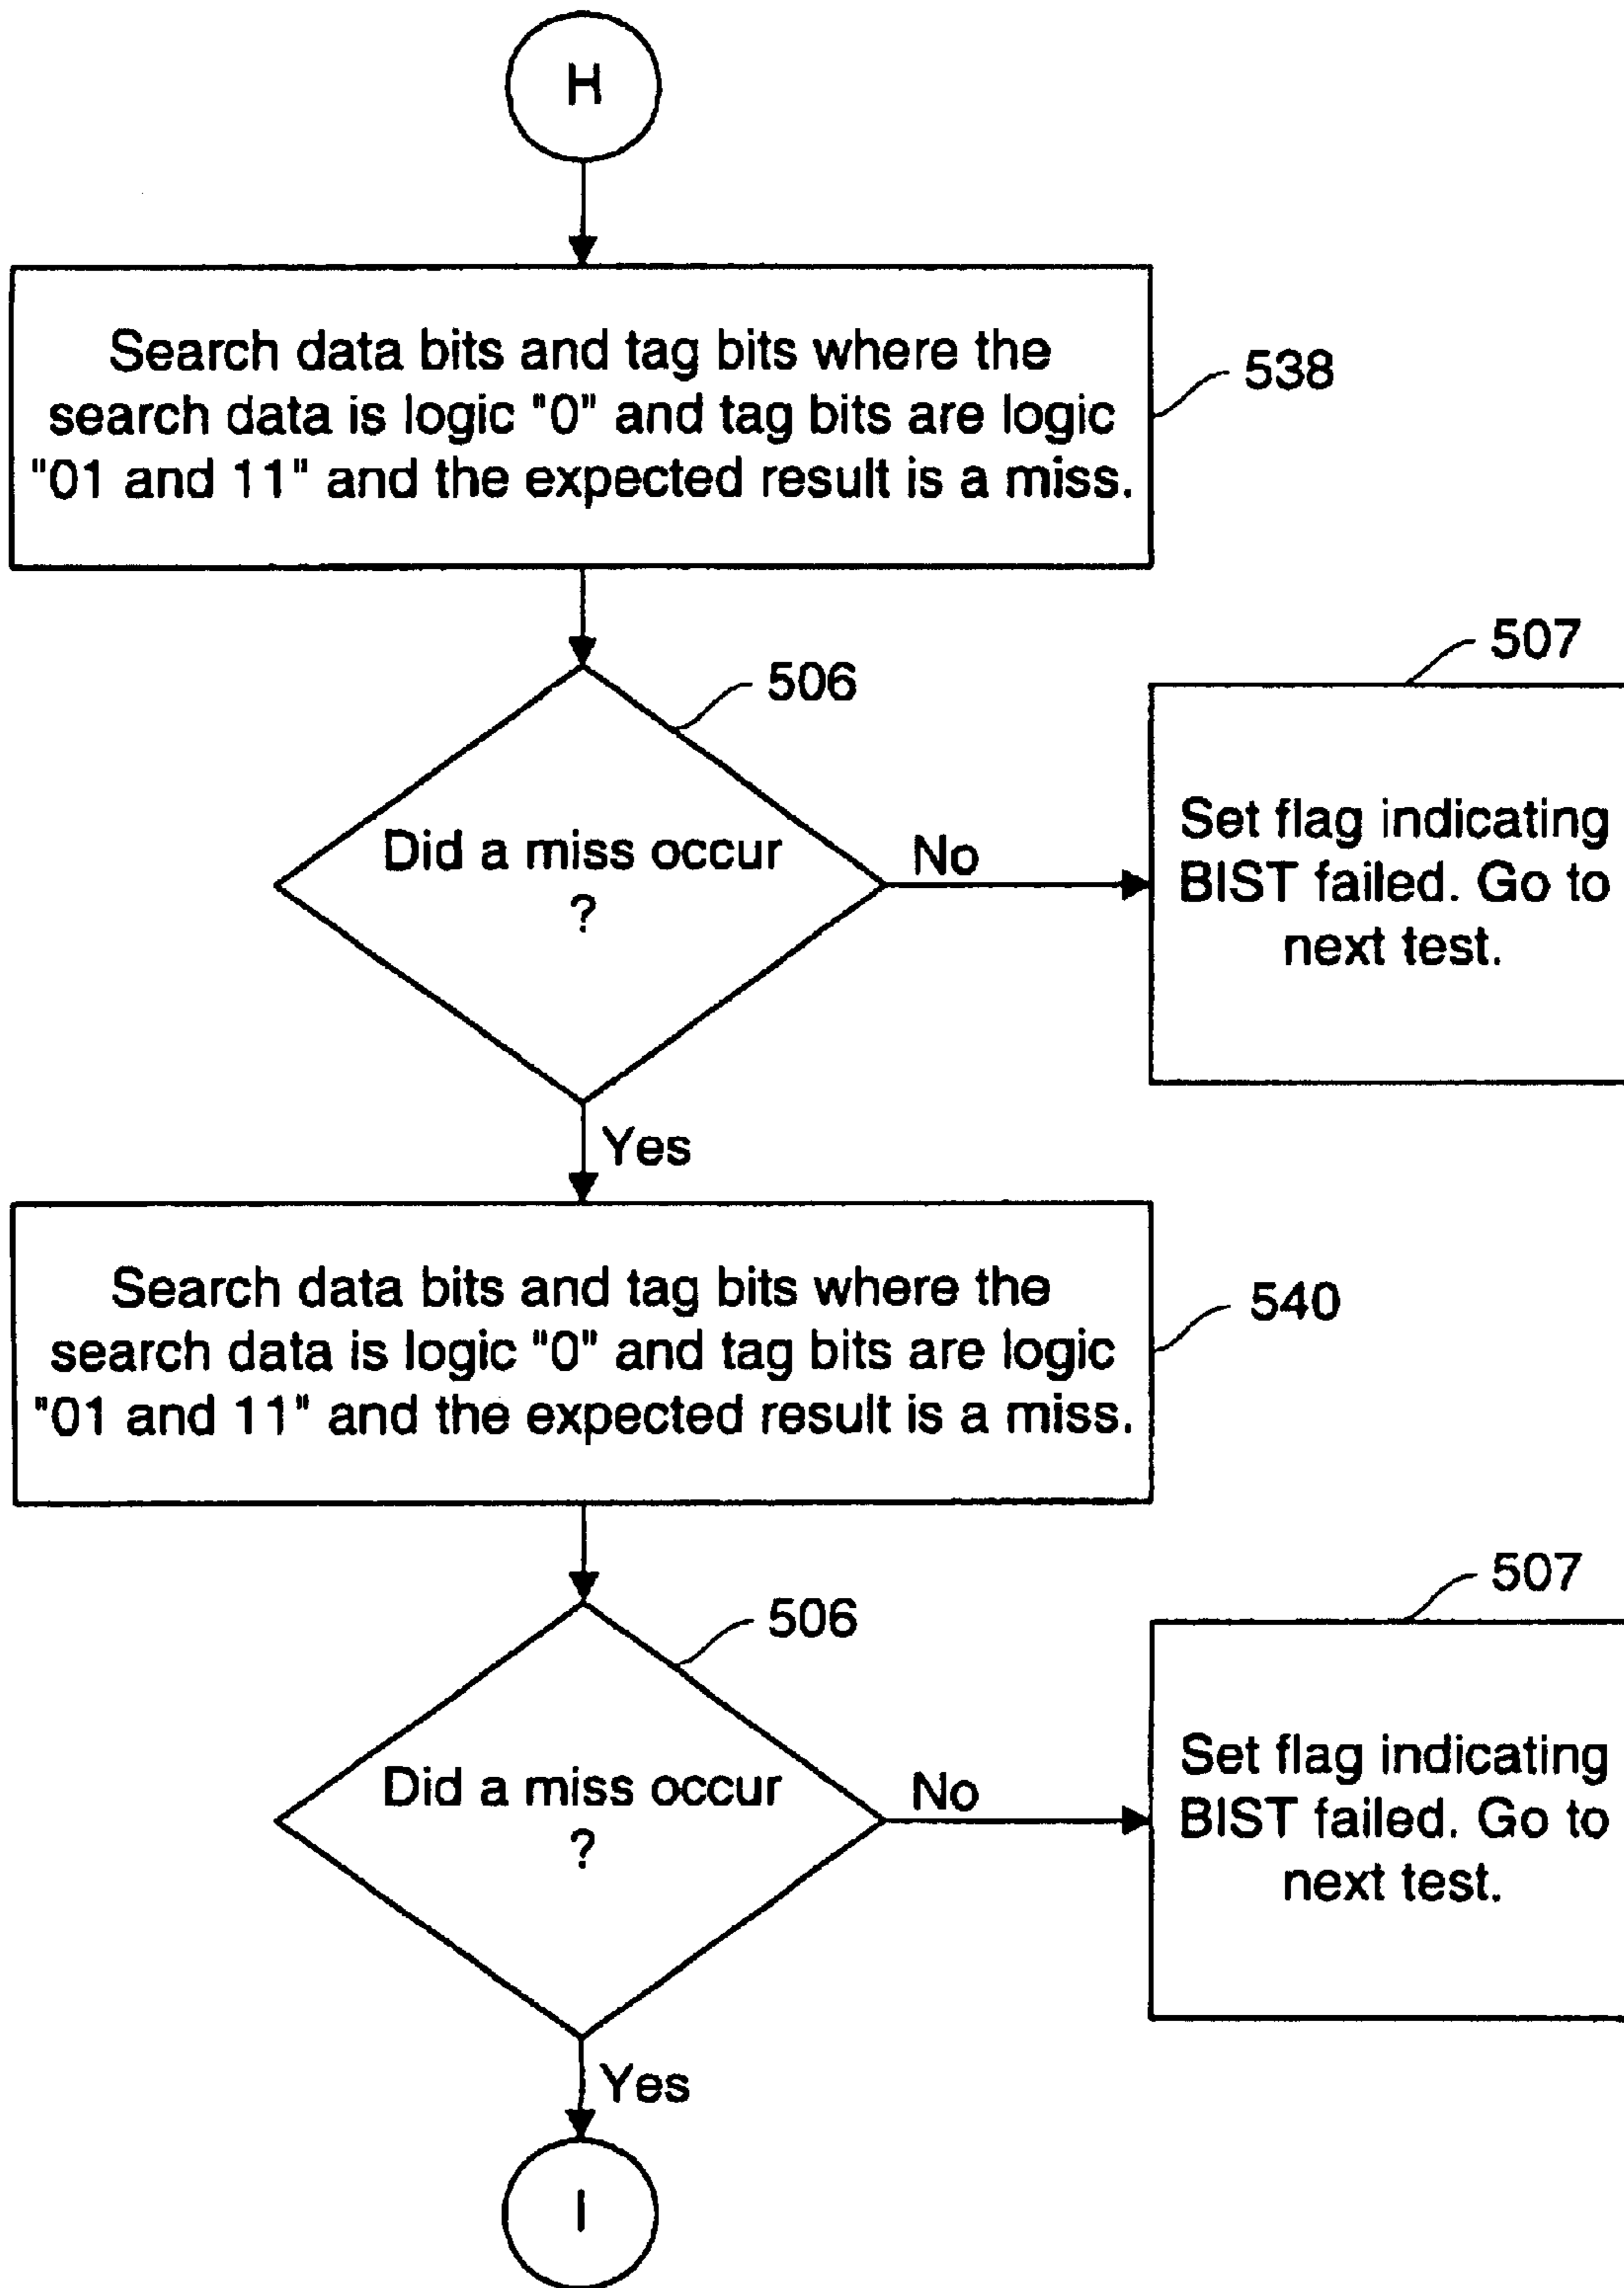 H
Search data bits and tag bits where the
search data is logic "0" and tag bits are logic
"01 and 11" and the expected result is a miss.
538
506
507
Did a miss occur
?
No
Set flag indicating
BIST failed. Go to
next test.
Yes
Search data bits and tag bits where the
search data is logic "0" and tag bits are logic
"01 and 11" and the expected result is a miss.
540
506
507
Did a miss occur
?
No
Set flag indicating
BIST failed. Go to
next test.
Yes
I